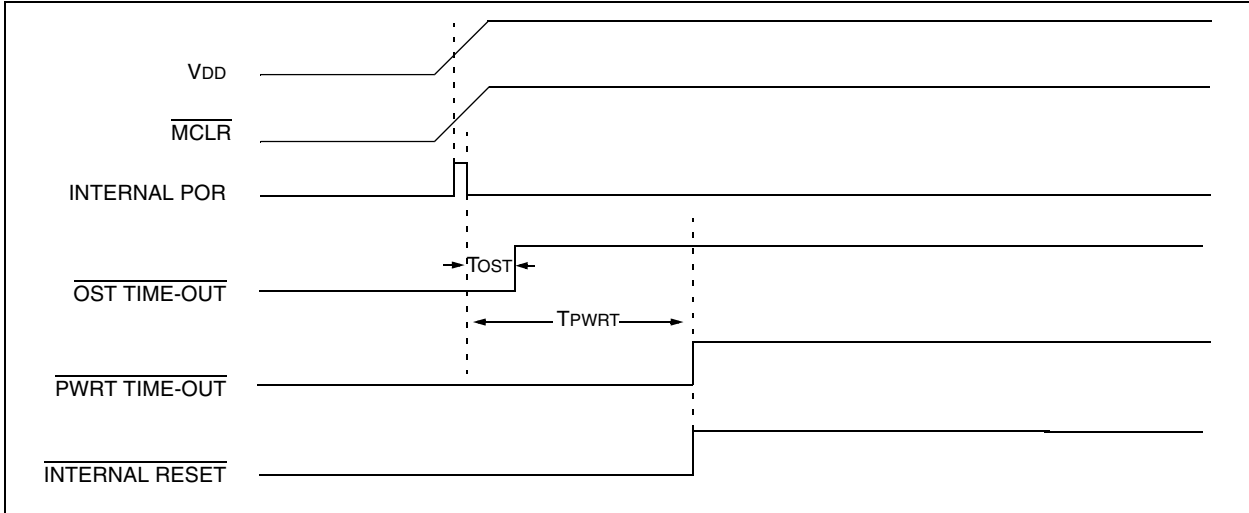 VDD
MCLR
INTERNAL POR
TOST
OST TIME-OUT
TPWRT
PWRT TIME-OUT
INTERNAL RESET